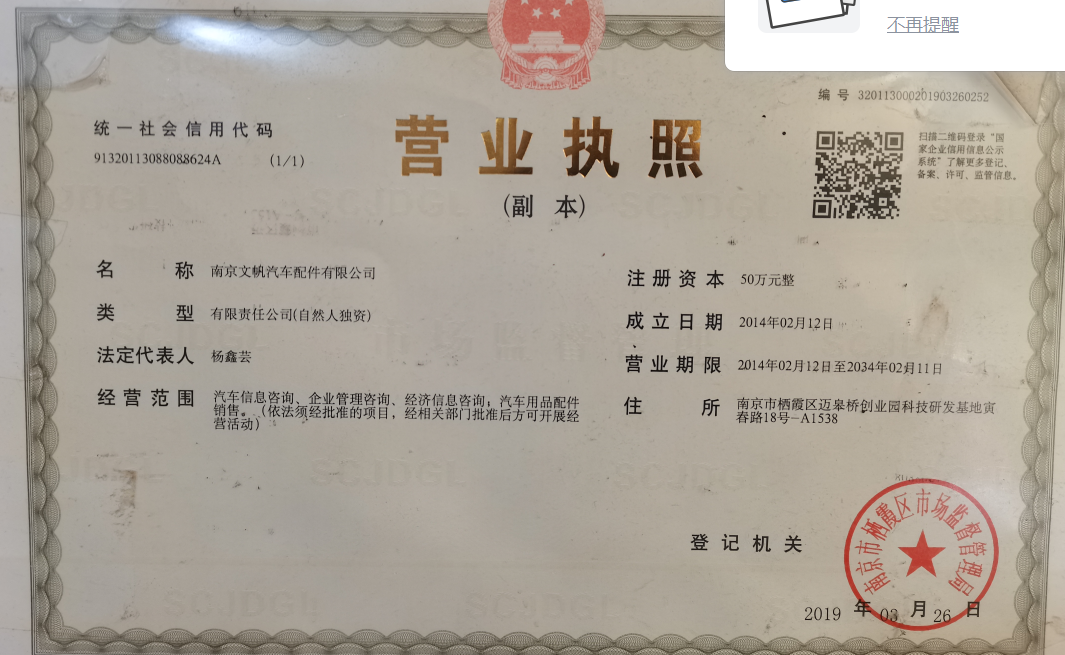 不再提醒
编 号 320113000201903260252
统一社会信用代码
91320113088088624A (1/1)
营业执照
(副 本)
扫描二维码登录“国
家企业信用信息公示
系统”了解更多登记、
备案、许可、监管信息。
名 称 南京文帆汽车配件有限公司
类 型 有限责任公司(自然人独资)
法定代表人 杨鑫芸
经营范围 汽车信息咨询、企业管理咨询、经济信息咨询；汽车用品配件
销售。（依法须经批准的项目，经相关部门批准后方可开展经
营活动）
注册资本 50万元整
成立日期 2014年02月12日
营业期限 2014年02月12日至2034年02月11日
住 所 南京市栖霞区迈皋桥创业园科技研发基地寅
春路18号-A1538
登记机关
南京市栖霞区市场监督管理局
2019 年 03 月 26 日